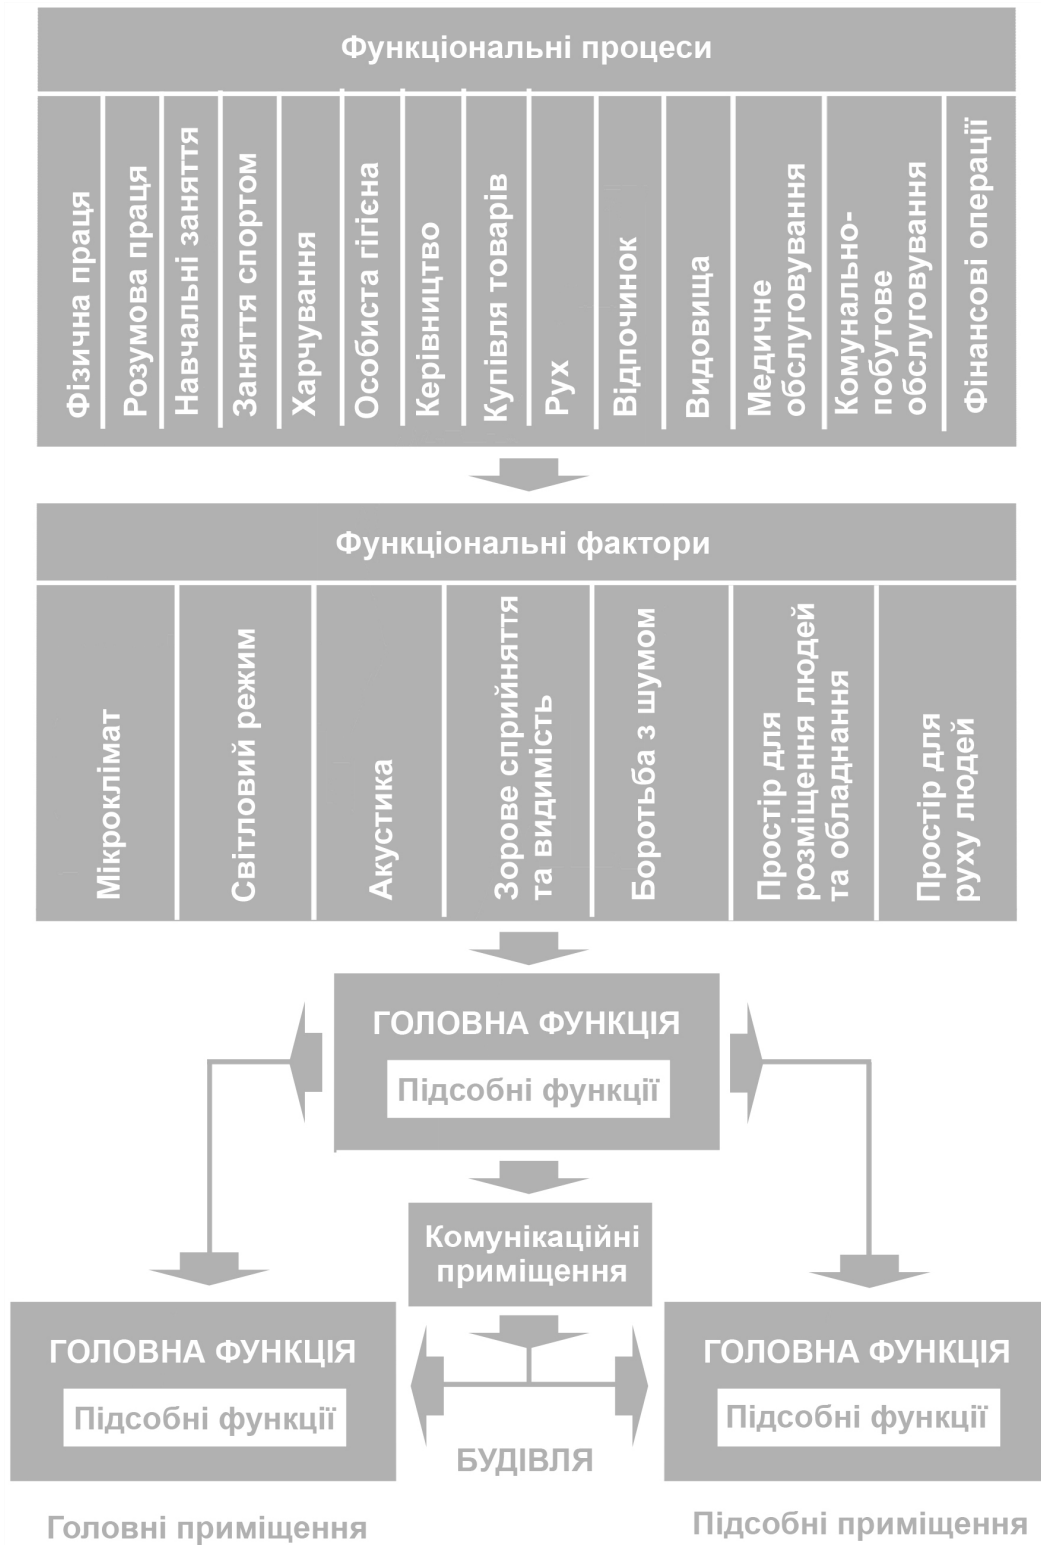 Функціональні процеси
Фізична праця
Розумова праця
Навчальні заняття
Заняття спортом
Харчування
Особиста гігієна
Керівництво
Купівля товарів
Рух
Відпочинок
Видовища
Медичне
обслуговування
Комунально-
побутове
обслуговування
Фінансові операції
Функціональні фактори
Мікроклімат
Світловий режим
Акустика
Зорове сприйняття
та видимість
Боротьба з шумом
Простір для
розміщення людей
та обладнання
Простір для
руху людей
ГОЛОВНА ФУНКЦІЯ
Підсобні функції
Комунікаційні
приміщення
ГОЛОВНА ФУНКЦІЯ
Підсобні функції
ГОЛОВНА ФУНКЦІЯ
Підсобні функції
БУДІВЛЯ
Головні приміщення
Підсобні приміщення